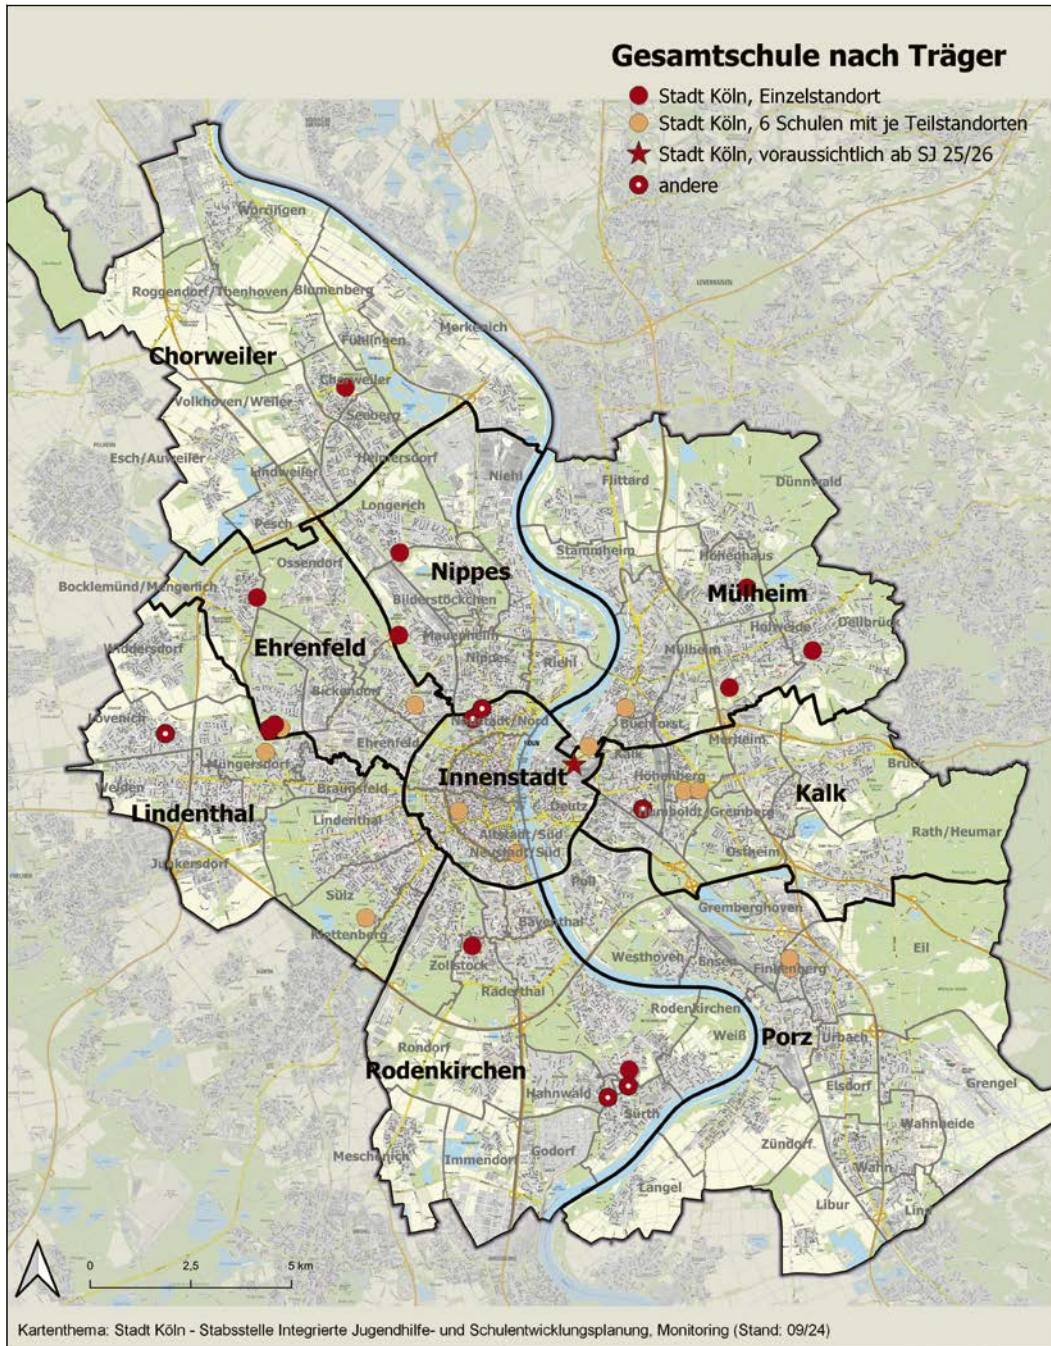 Gesamtschule nach Träger
Stadt Köln, Einzelstandort
Stadt Köln, 6 Schulen mit je Teilstandorten
Stadt Köln, voraussichtlich ab SJ 25/26
andere
Worringen
Roggendorf/Thenhoven
Blumenberg
LEVERKUSEN
Merkenich
Fühlingen
Chorweiler
Chorweiler
Volkhoven/Weiler
Seeberg
Esch/Auweiler
Heimersdorf
Lindweiler
Niehl
Flittard
Dünnwald
Longerich
Pesch
Stammheim
Höhenhaus
Ossendorf
Bocklemünd/Mengenich
Nippes
Mülheim
Bilderstöckchen
Dellbrück
Holweide
Mauenheim
Ehrenfeld
Widdersdorf
Mülheim
Nippes
Riehl
Bickendorf
Lövenich
Neustadt/Nord
Buchforst
Merheim
Ehrenfeld
KÖLN
Kalk
Brück
Müngersdorf
Innenstadt
Höhenberg
Weiden
Braunsfeld
Kalk
Lindenthal
Deutz
Humboldt/Gremberg
Lindenthal
Altstadt/Süd
Rath/Heumar
Neustadt/Süd
Ostheim
Junkersdorf
Sülz
Poll
Gremberghoven
Klettenberg
Bayenthal
Eil
Zollstock
Westhoven
Ensen
Finkenberg
Raderthal
Rodenkirchen
Weiß
Porz
Urbach
Rondorf
Rodenkirchen
Elsdorf
Grengel
Hahnwald
Sürth
Wahnheide
Godorf
Zündorf
Meschenich
Immendorf
Wahn
Langel
Libur
Lind
0
2,5
5 km
Kartenthema: Stadt Köln - Stabsstelle Integrierte Jugendhilfe- und Schulentwicklungsplanung, Monitoring (Stand: 09/24)